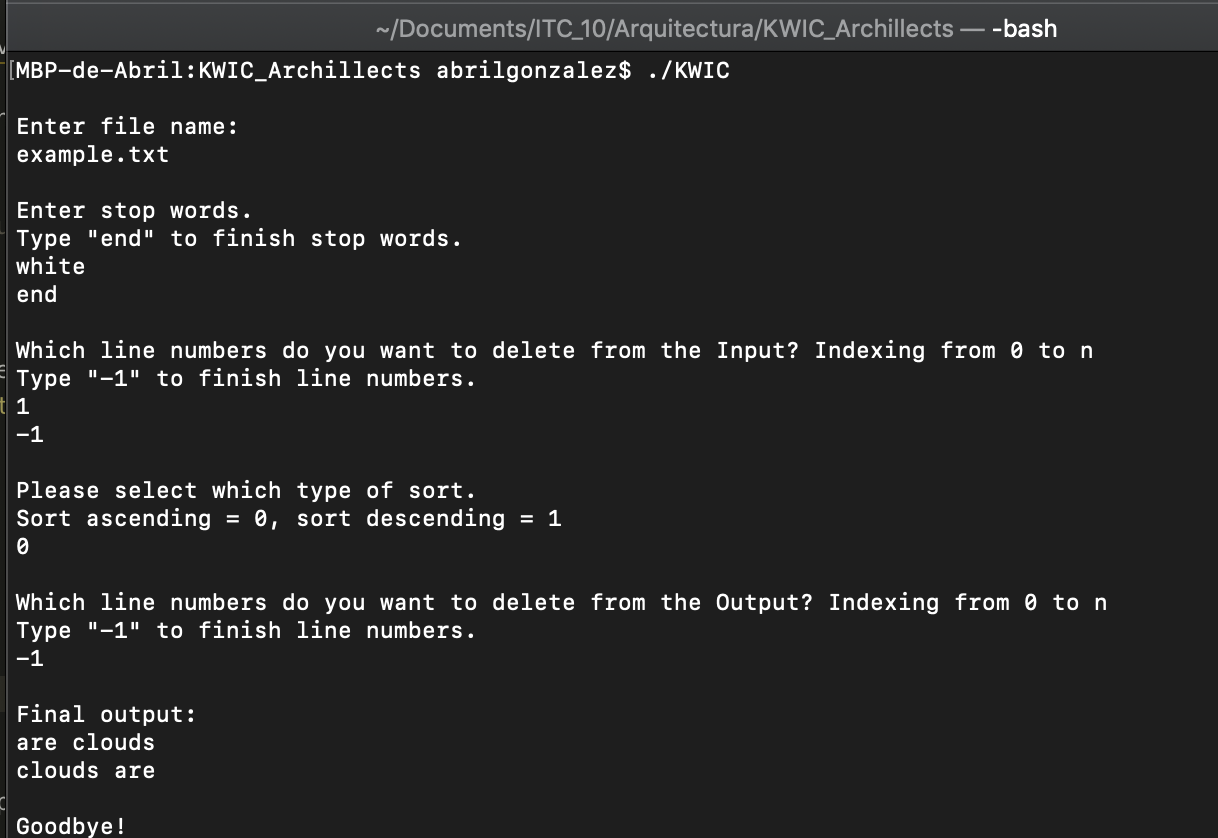 ~/Documents/ITC_10/Arquitectura/KWIC_Archillects — -bash
[MBP-de-Abril:KWIC_Archillects abrilgonzalez$ ./KWIC
Enter file name:
example.txt
Enter stop words.
Type "end" to finish stop words.
white
end
Which line numbers do you want to delete from the Input? Indexing from 0 to n
Type "-1" to finish line numbers.
1
-1
Please select which type of sort.
Sort ascending = 0, sort descending = 1
0
Which line numbers do you want to delete from the Output? Indexing from 0 to n
Type "-1" to finish line numbers.
-1
Final output:
are clouds
clouds are
Goodbye!